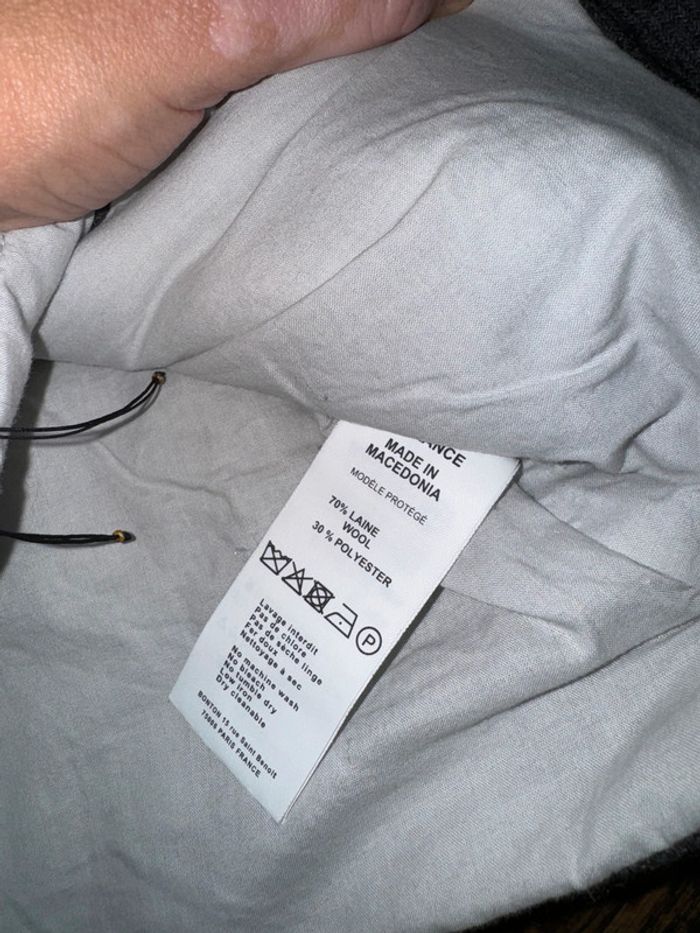 MADE IN
MACEDONIA
MODÈLE PROTÉGÉ
70% LAINE
WOOL
30 % POLYESTER
P
Lavage interdit
Pas de chlore
Pas de sèche linge
Fer doux
Nettoyage à sec
No machine wash
No bleach
No tumble dry
Low iron
Dry cleanable
BONTON 15 rue Saint Benoit
75006 PARIS FRANCE